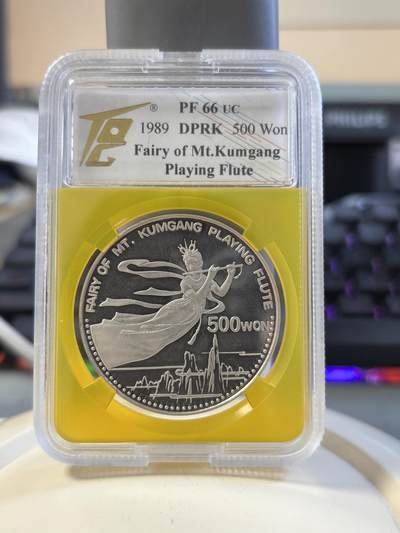 ®
PF 66 UC
1989 DPRK 500 Won
Fairy of Mt.Kumgang
Playing Flute
FAIRY OF MT. KUMGANG PLAYING FLUTE
500 WON
PHILIPS